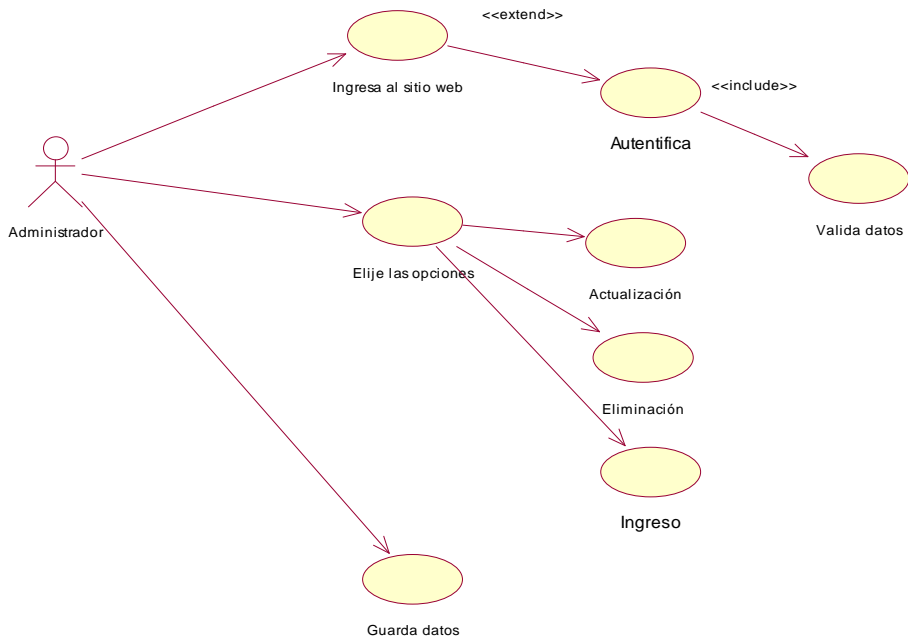 <<extend>>
Ingresa al sitio web
<<include>>
Autentifica
Administrador
Valida datos
Elije las opciones
Actualización
Eliminación
Ingreso
Guarda datos